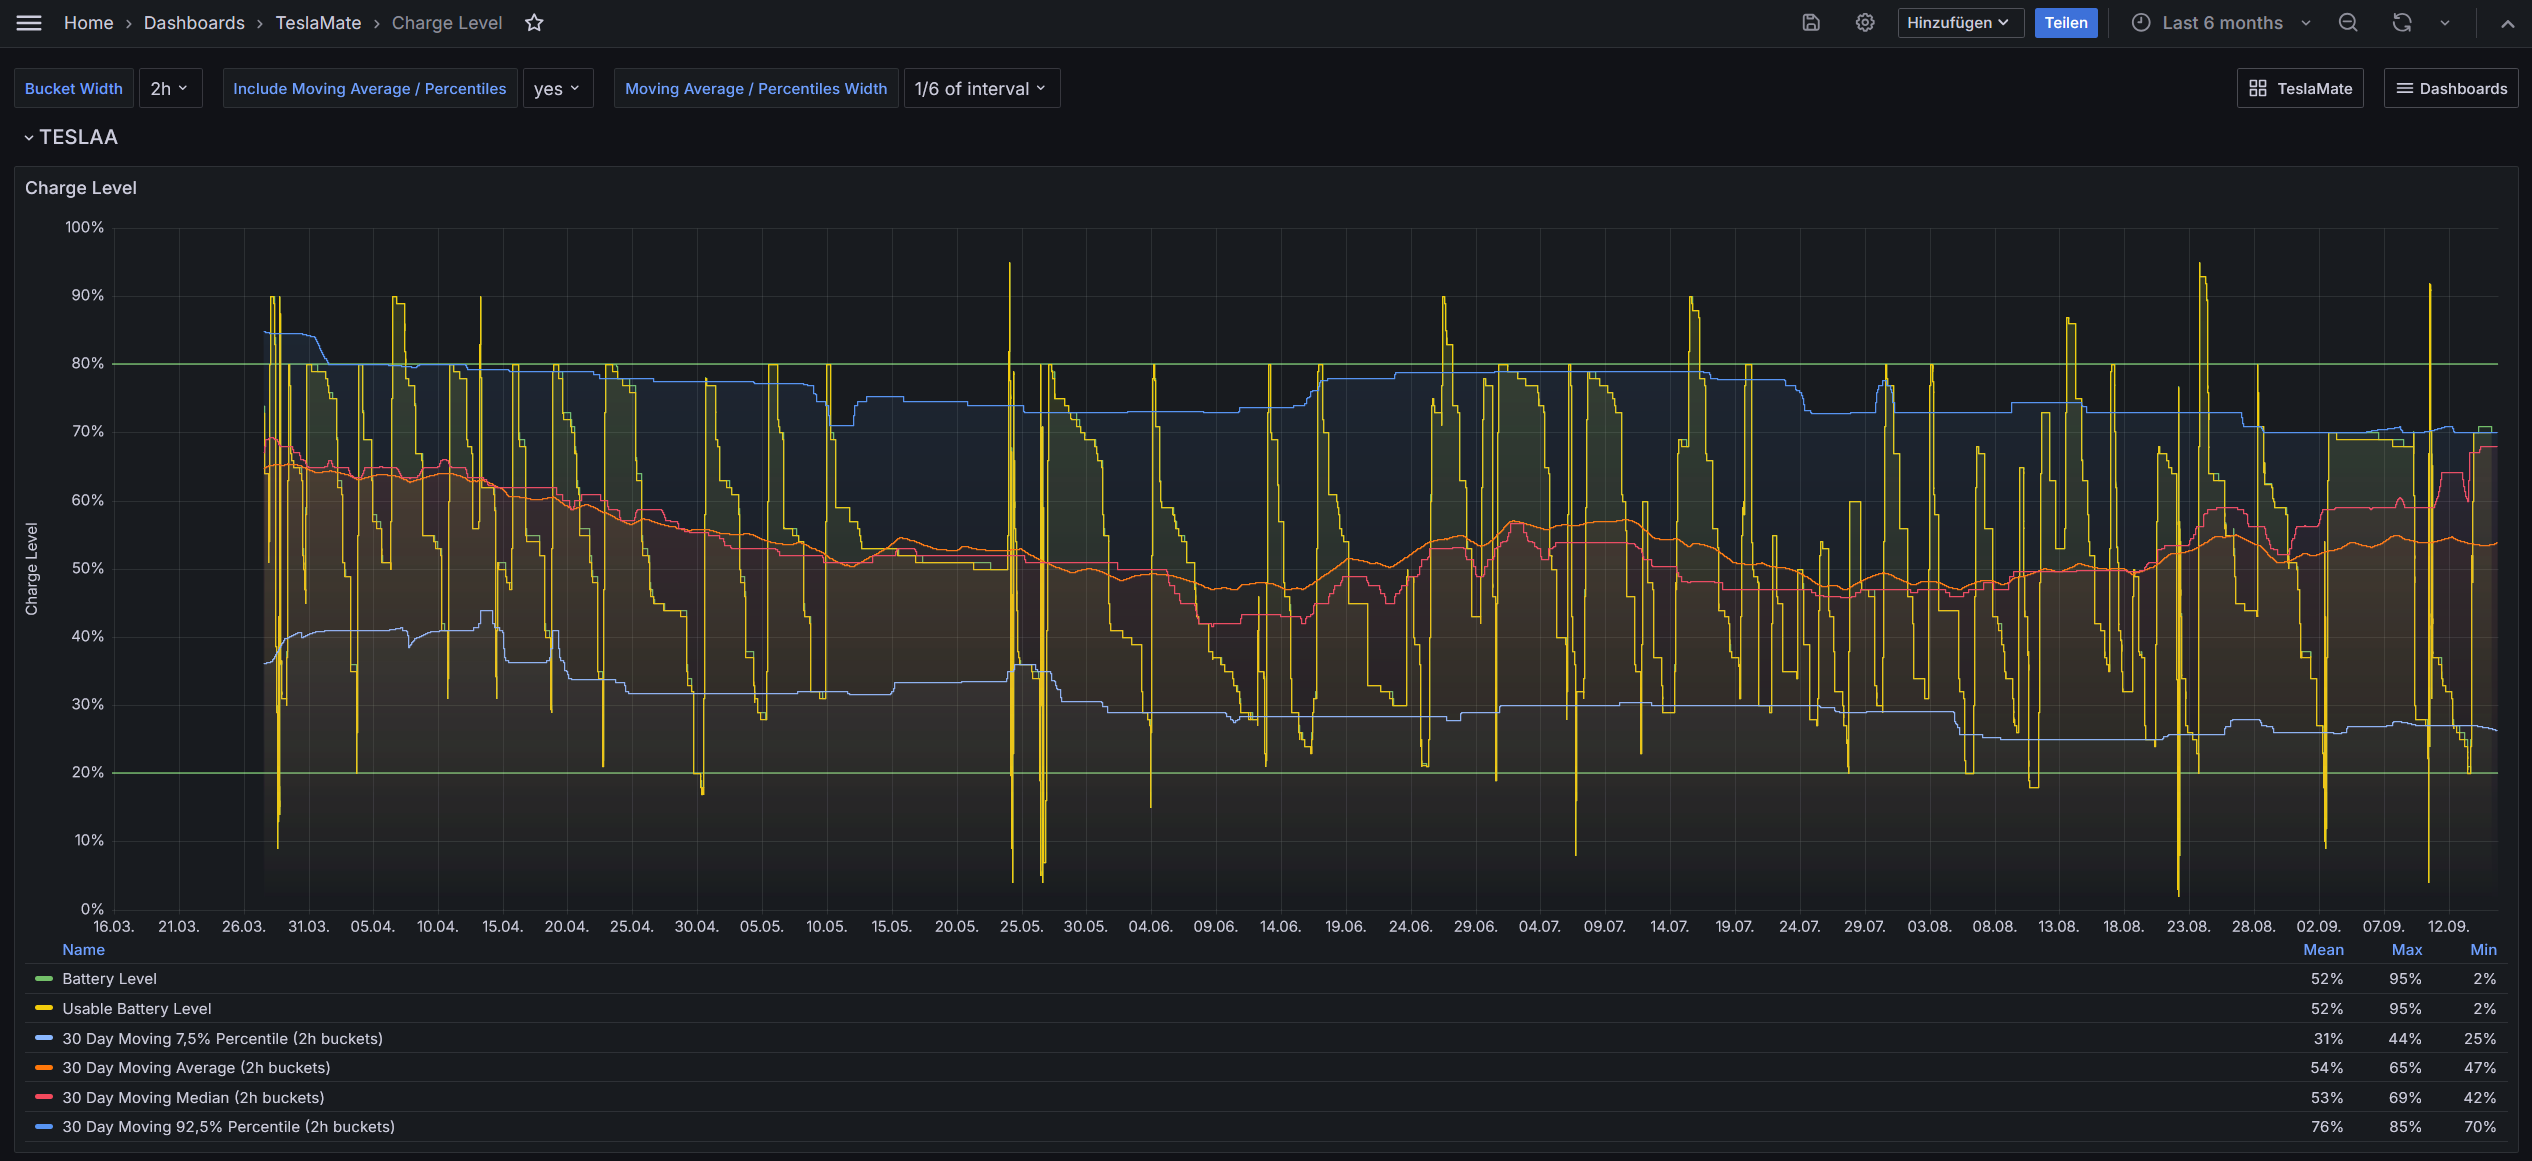 Home › Dashboards › TeslaMate › Charge Level
Hinzufügen
Teilen
Last 6 months
Bucket Width 2h
Include Moving Average / Percentiles yes
Moving Average / Percentiles Width 1/6 of interval
TeslaMate
Dashboards
TESLAA
Charge Level
100%
90%
80%
70%
60%
50%
40%
30%
20%
10%
0%
Charge Level
16.03. 21.03. 26.03. 31.03. 05.04. 10.04. 15.04. 20.04. 25.04. 30.04. 05.05. 10.05. 15.05. 20.05. 25.05. 30.05. 04.06. 09.06. 14.06. 19.06. 24.06. 29.06. 04.07. 09.07. 14.07. 19.07. 24.07. 29.07. 03.08. 08.08. 13.08. 18.08. 23.08. 28.08. 02.09. 07.09. 12.09.
Name Mean Max Min
Battery Level 52% 95% 2%
Usable Battery Level 52% 95% 2%
30 Day Moving 7,5% Percentile (2h buckets) 31% 44% 25%
30 Day Moving Average (2h buckets) 54% 65% 47%
30 Day Moving Median (2h buckets) 53% 69% 42%
30 Day Moving 92,5% Percentile (2h buckets) 76% 85% 70%